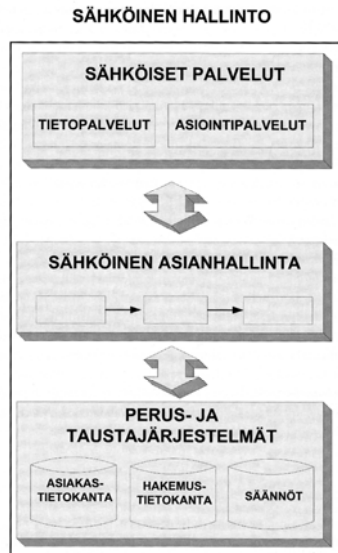 SÄHKÖINEN HALLINTO
SÄHKÖISET PALVELUT
TIETOPALVELUT
ASIOINTIPALVELUT
SÄHKÖINEN ASIANHALLINTA
PERUS- JA
TAUSTAJÄRJESTELMÄT
ASIAKAS-
TIETOKANTA
HAKEMUS-
TIETOKANTA
SÄÄNNÖT